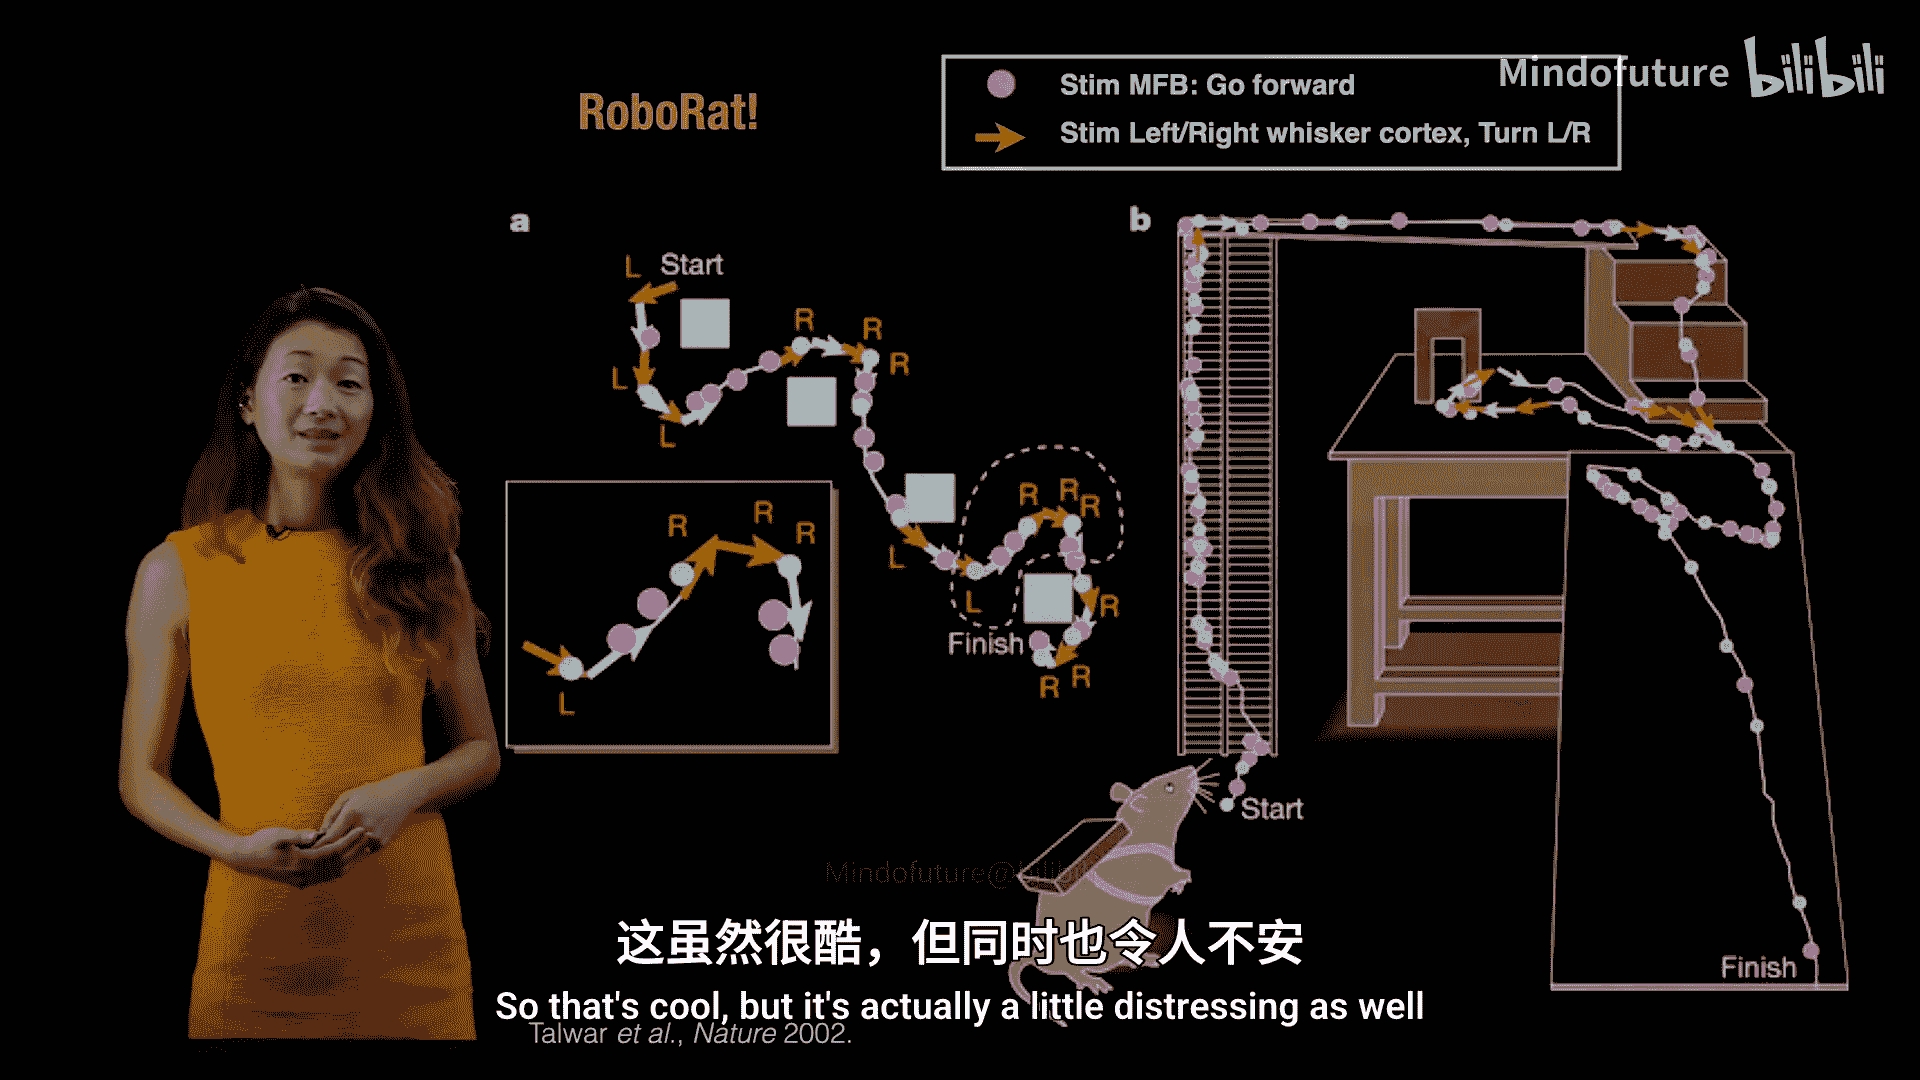 Mindofuture bilibili
RoboRat!
Stim MFB: Go forward
Stim Left/Right whisker cortex, Turn L/R
a
L Start
R
R
R
L
L
R
R
R
L
R
R
R
L
L
R
Finish
R
R
b
Start
Finish
Mindofuture@bilibili
这虽然很酷，但同时也令人不安
So that's cool, but it's actually a little distressing as well
Talwar et al., Nature 2002.